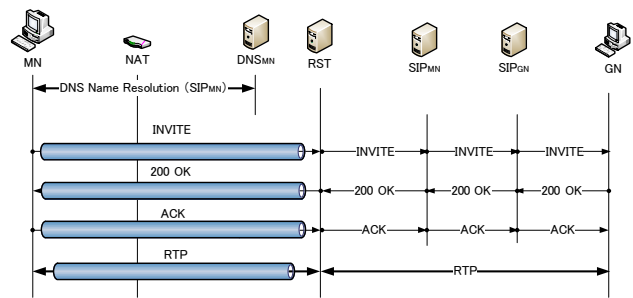 MN
NAT
DNSMN
RST
SIPMN
SIPGN
GN
DNS Name Resolution (SIPMN)
INVITE
INVITE
INVITE
INVITE
200 OK
200 OK
200 OK
200 OK
ACK
ACK
ACK
ACK
RTP
RTP